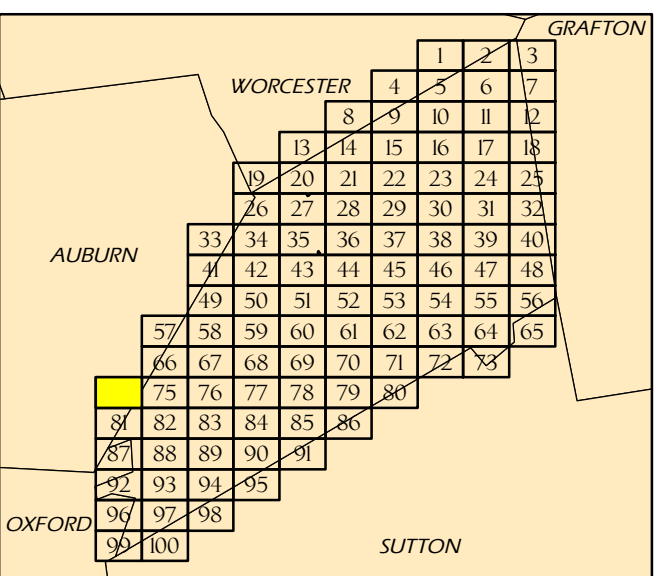 GRAFTON
1 2 3
WORCESTER 4 5 6 7
8 9 10 11 12
13 14 15 16 17 18
19 20 21 22 23 24 25
26 27 28 29 30 31 32
33 34 35 36 37 38 39 40
AUBURN
41 42 43 44 45 46 47 48
49 50 51 52 53 54 55 56
57 58 59 60 61 62 63 64 65
66 67 68 69 70 71 72 73
75 76 77 78 79 80
81 82 83 84 85 86
87 88 89 90 91
92 93 94 95
OXFORD 96 97 98
99 100 SUTTON